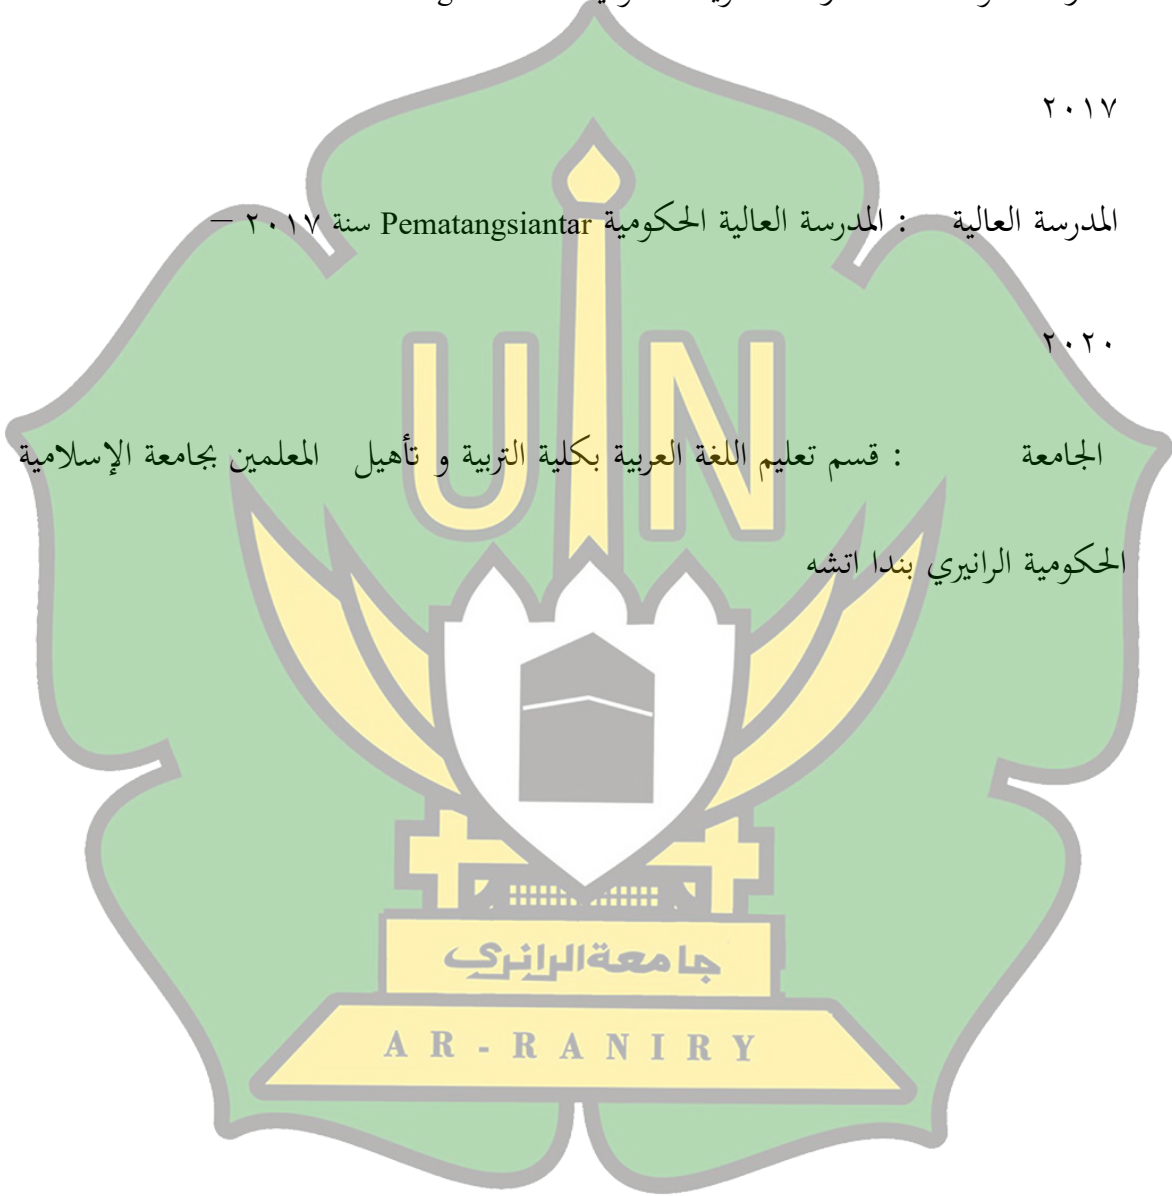 ٢٠١٧
المدرسة العالية : المدرسة العالية الحكومية Pematangsiantar سنة ٢٠١٧ –
٢٠٢٠
الجامعة : قسم تعليم اللغة العربية بكلية التربية و تأهيل المعلمين بجامعة الإسلامية
الحكومية الرانيري بندا اتشه
UIN
جامعة الرانري
AR-RANIRY